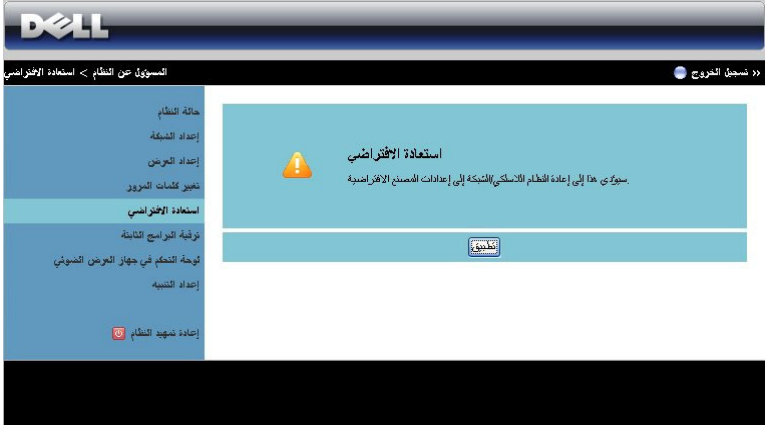 DELL
المسؤول عن النظام > استعادة الافتراضي
‹‹ تسجيل الخروج
حالة النظام
إعداد الشبكة
إعداد العرض
تغيير كلمات المرور
استعادة الافتراضي
ترقية البرامج الثابتة
لوحة التحكم في جهاز العرض الضوئي
إعداد التنبيه
إعادة تمهيد النظام
استعادة الافتراضي
سيؤدي هذا إلى إعادة النظام اللاسلكي/الشبكة إلى إعدادات المصنع الافتراضية.
تطبيق